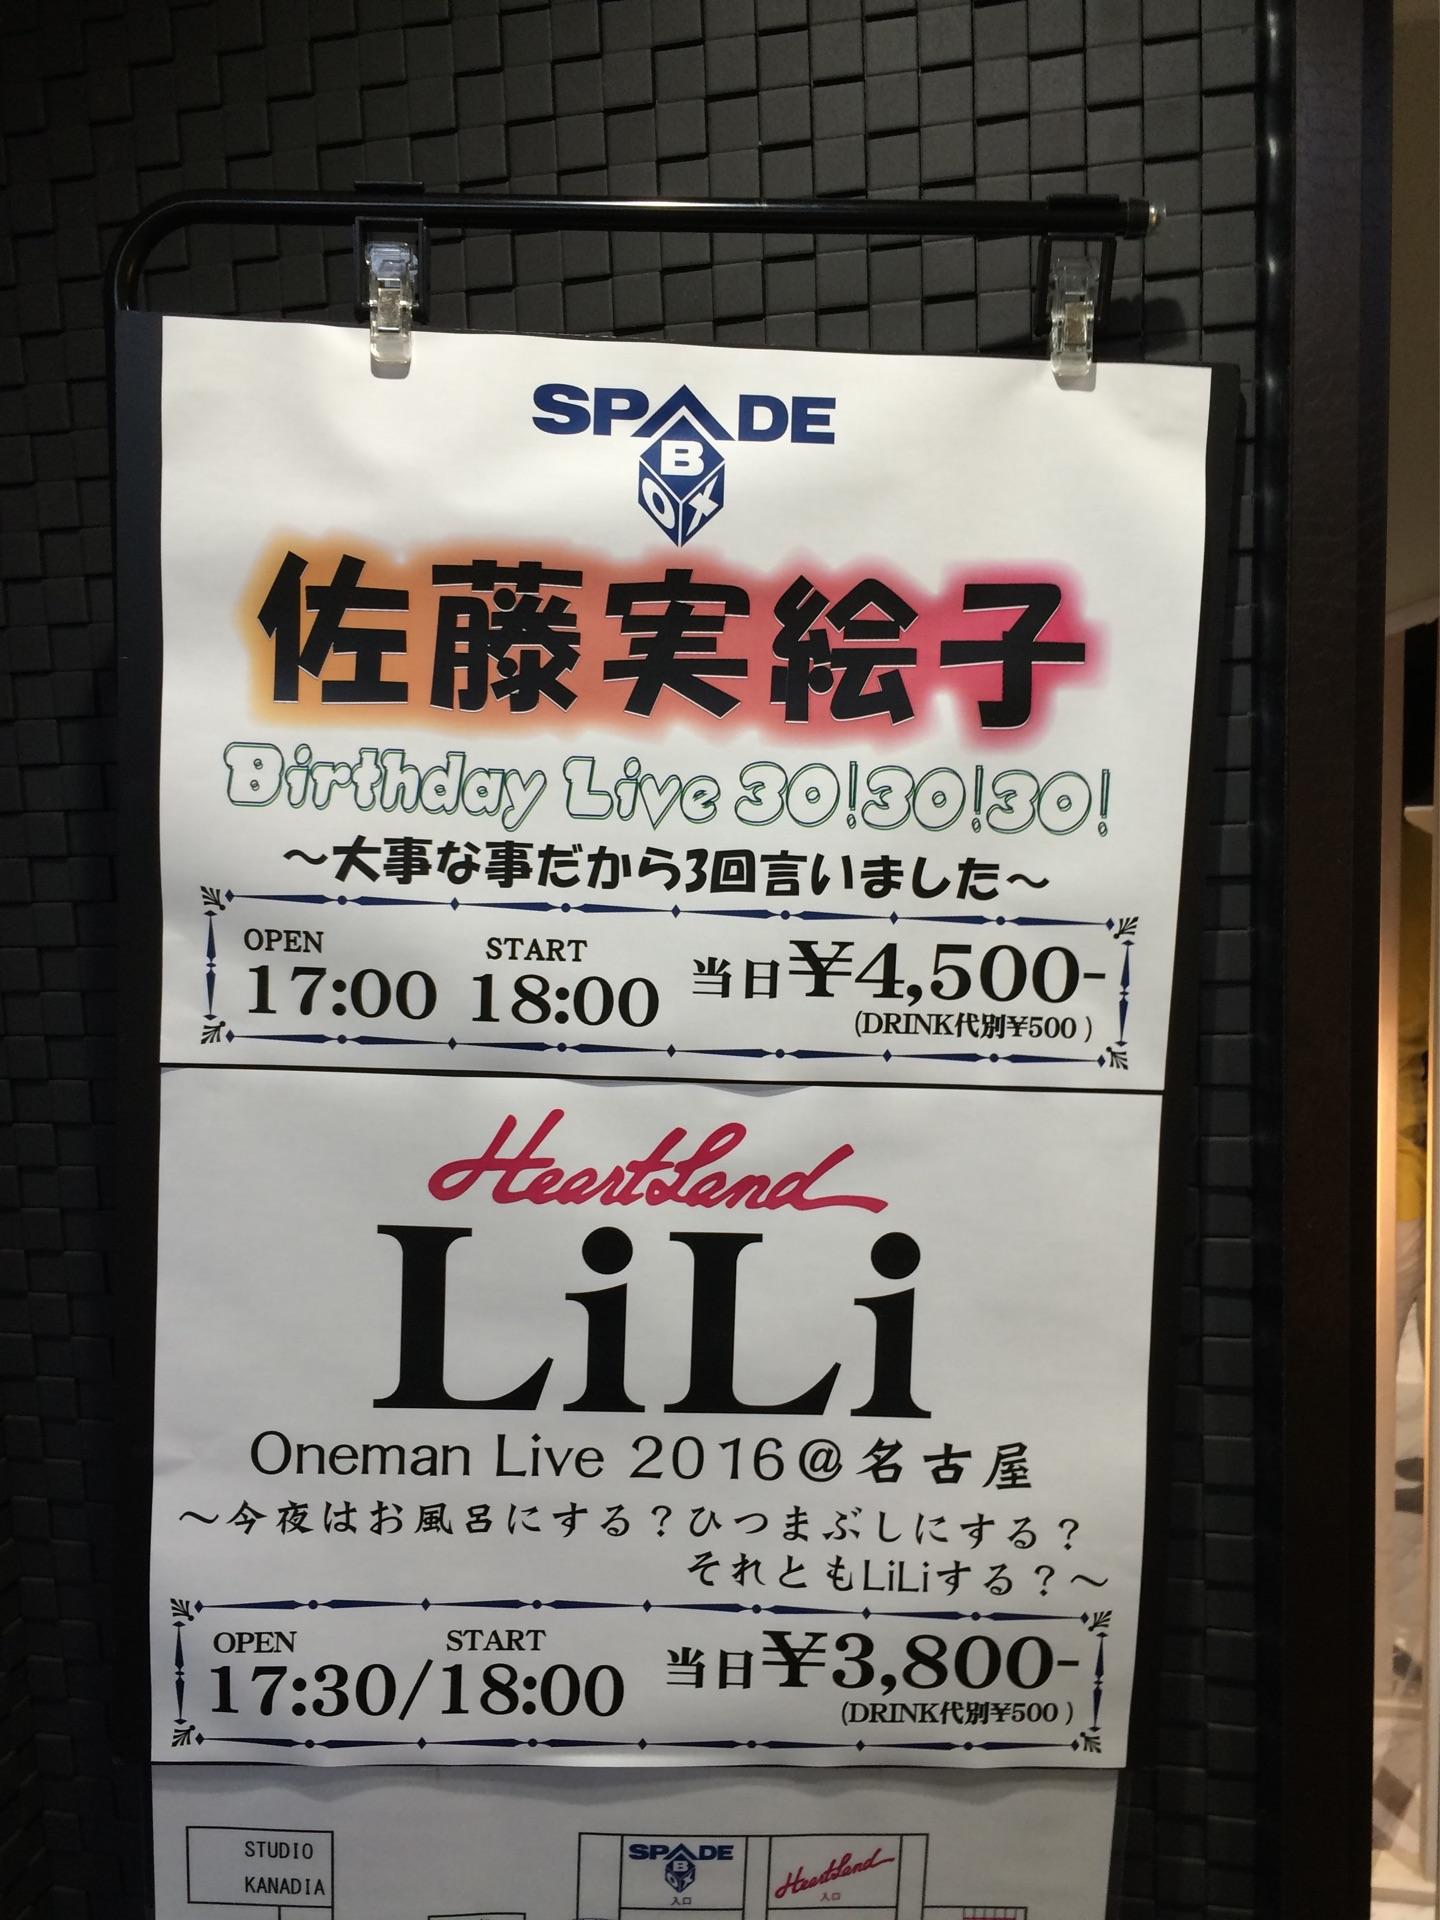 SPADE
BOX
佐藤実絵子
Birthday Live 30!30!30!
～大事な事だから3回言いました～
OPEN START
17:00 18:00 当日¥4,500-
(DRINK代別¥500)
HeartLand
LiLi
Oneman Live 2016@名古屋
～今夜はお風呂にする？ひつまぶしにする？
それともLiLiする？～
OPEN START
17:30/18:00 当日¥3,800-
(DRINK代別¥500)
STUDIO
KANADIA
SPADE
BOX
入口
HeartLand
入口